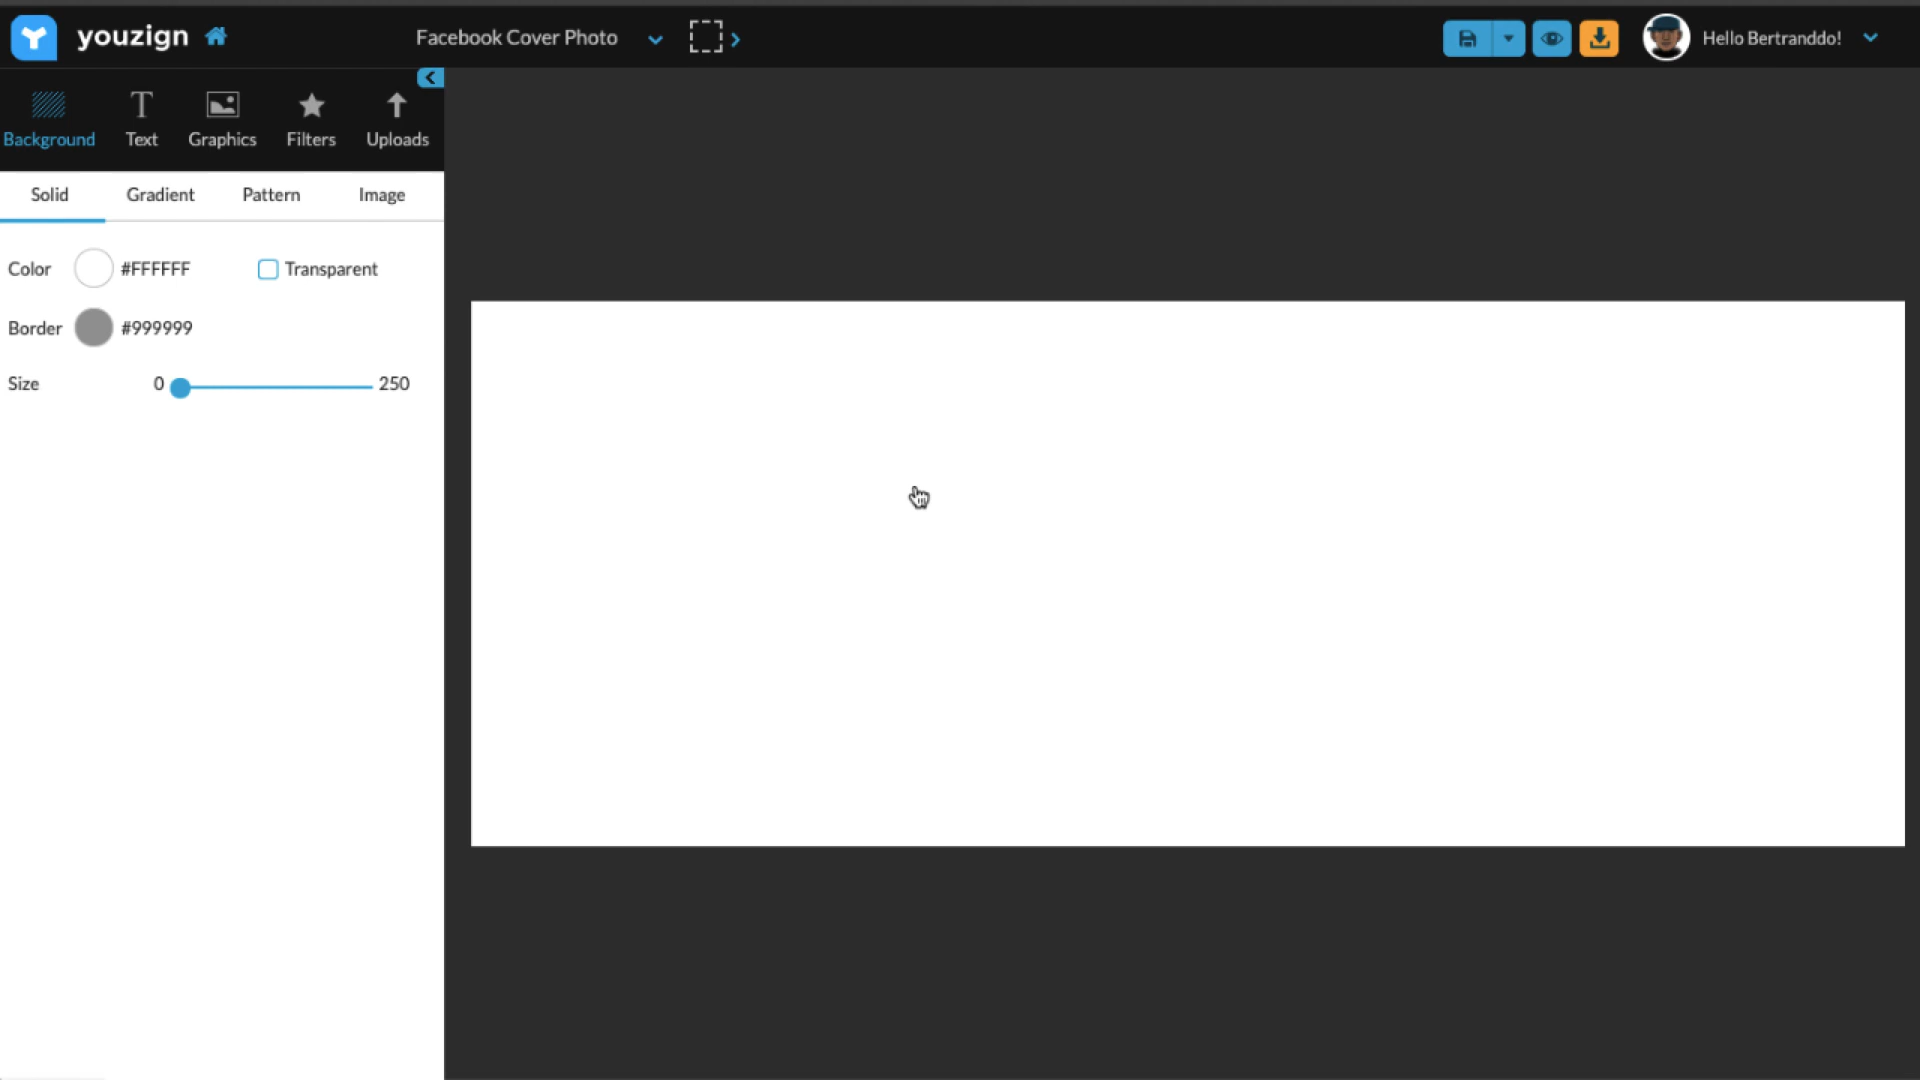 youzign
Facebook Cover Photo
Hello Bertranddo!
Background
Text
Graphics
Filters
Uploads
Solid
Gradient
Pattern
Image
Color
#FFFFFF
Transparent
Border
#999999
Size
0
250